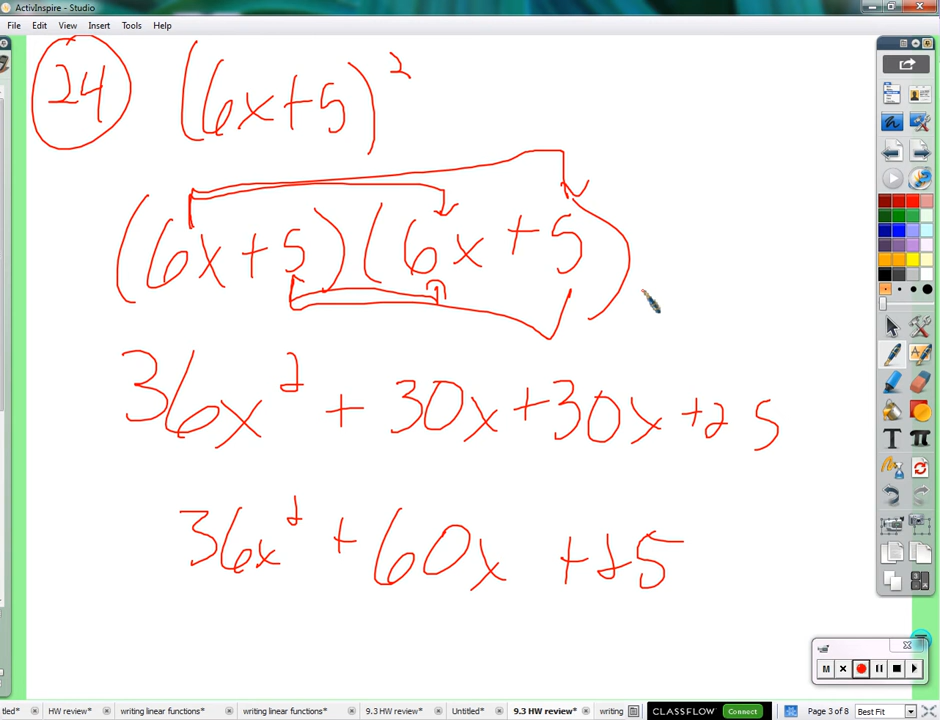 ActivInspire - Studio
File Edit View Insert Tools Help
24 (6x+5)²
(6x+5)(6x+5)
36x² + 30x+30x+25
36x² + 60x +25
M
tled* HW review* writing linear functions* writing linear functions* 9.3 HW review* Untitled* 9.3 HW review* writing CLASSFLOW Connect Page 3 of 8 Best Fit